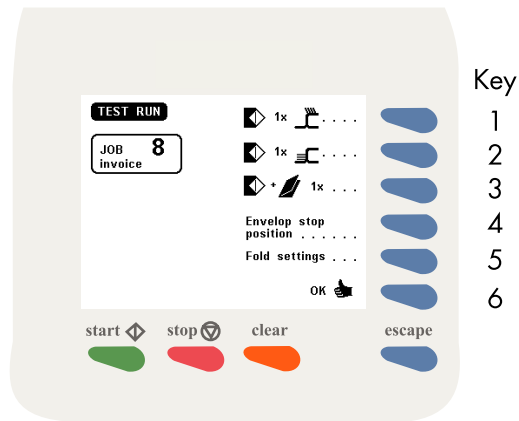 Key
TEST RUN
1x . . . .
1
JOB 8
invoice
1x . . . .
2
+ 1x . . .
3
Envelop stop
position . . . . . .
4
Fold settings . . .
5
OK
6
start stop clear escape